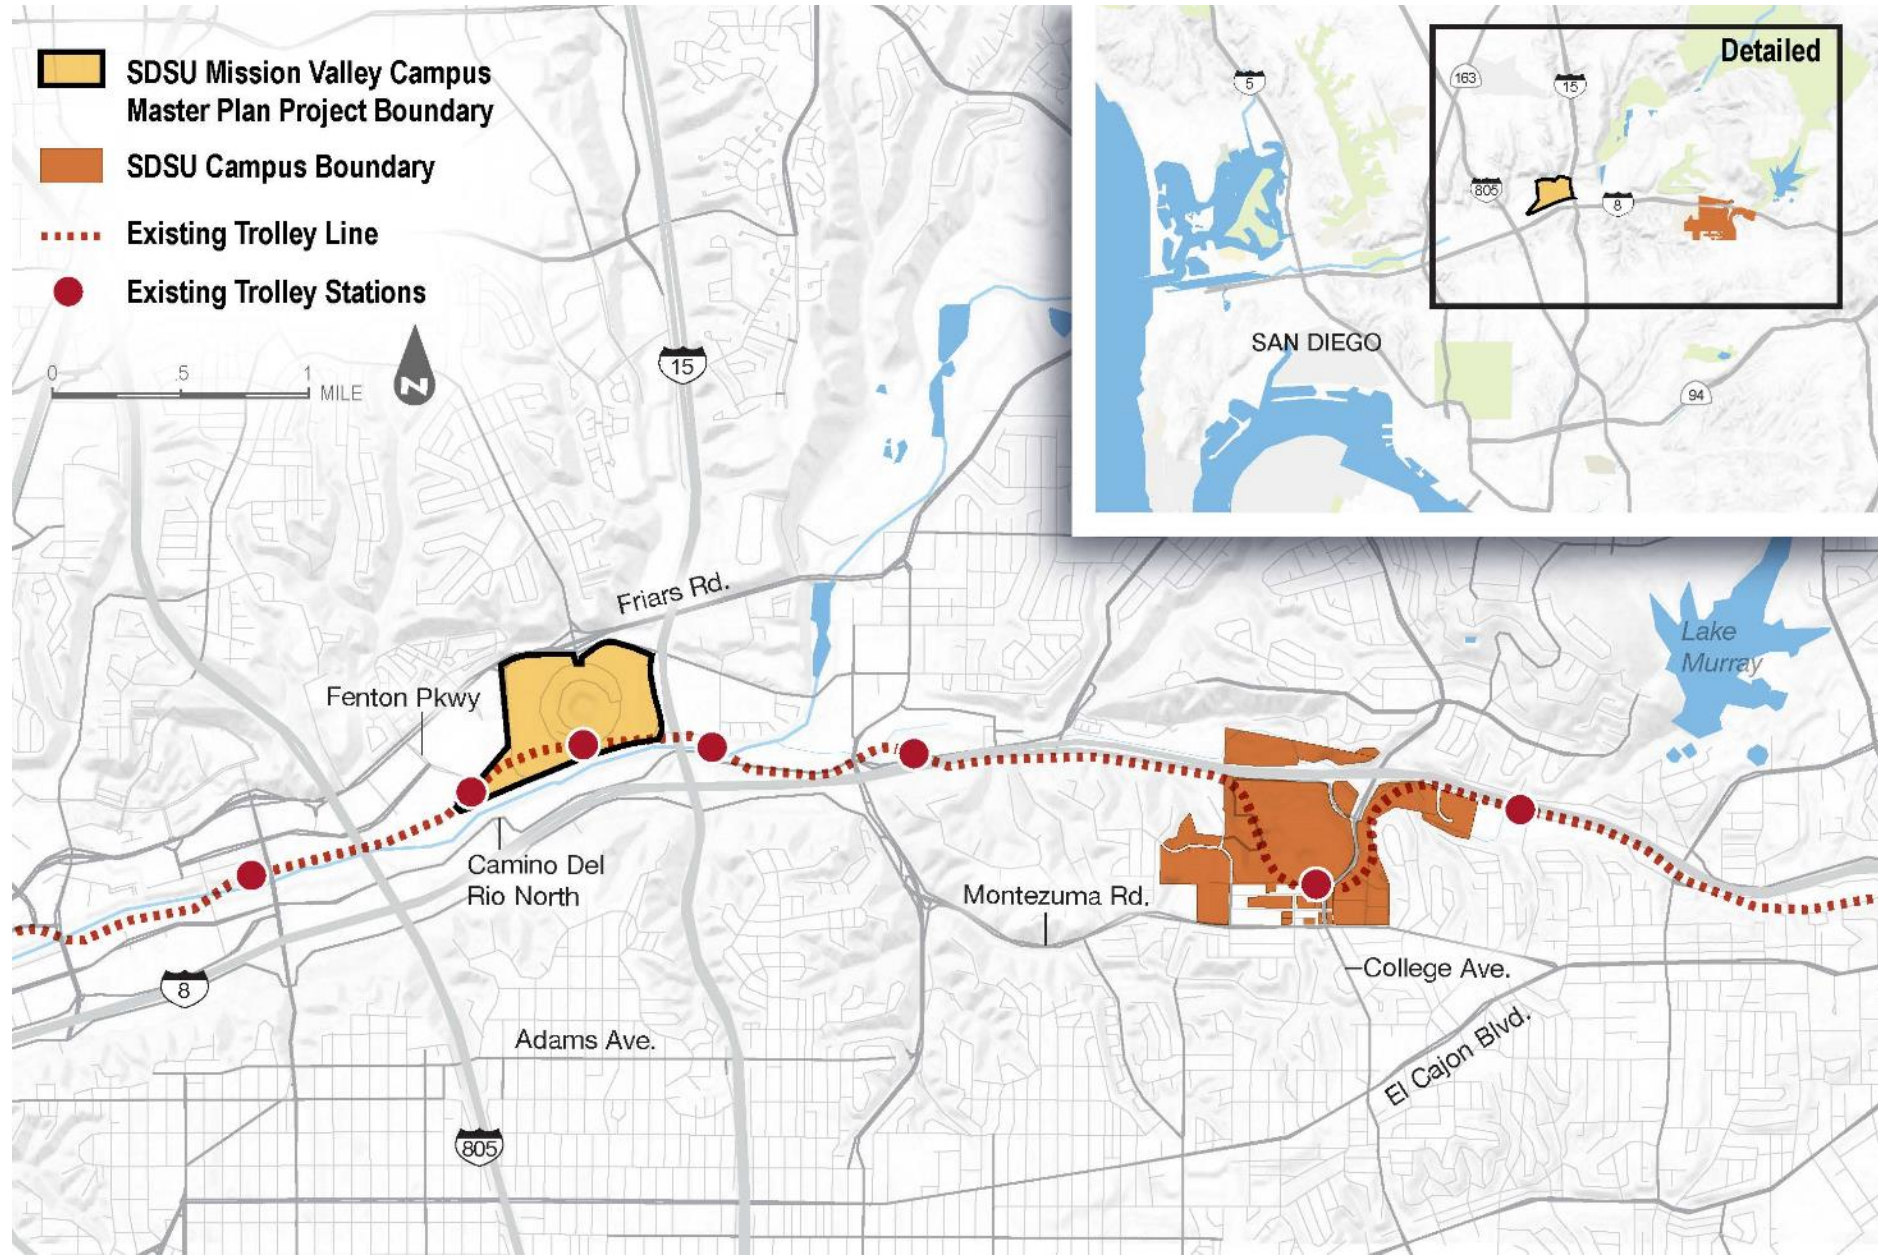 SDSU Mission Valley Campus
Master Plan Project Boundary
SDSU Campus Boundary
Existing Trolley Line
Existing Trolley Stations
0 .5 1 MILE
N
15
Detailed
5
163
15
805
8
SAN DIEGO
94
Friars Rd.
Fenton Pkwy
Lake
Murray
Camino Del
Rio North
Montezuma Rd.
College Ave.
8
Adams Ave.
El Cajon Blvd.
805